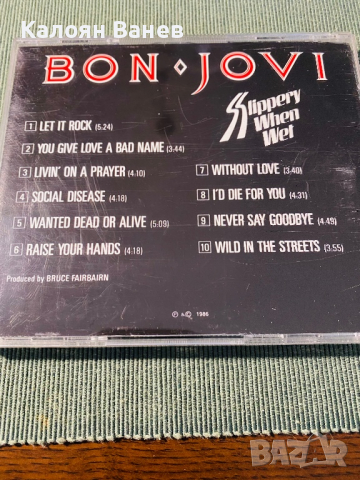 Калоян Ванев
BON JOVI
Slippery
When
Wet
1 LET IT ROCK (5.24)
2 YOU GIVE LOVE A BAD NAME (3.44)
3 LIVIN' ON A PRAYER (4.10)
4 SOCIAL DISEASE (4.18)
5 WANTED DEAD OR ALIVE (5.09)
6 RAISE YOUR HANDS (4.18)
7 WITHOUT LOVE (3.40)
8 I'D DIE FOR YOU (4.31)
9 NEVER SAY GOODBYE (4.49)
10 WILD IN THE STREETS (3.55)
Produced by BRUCE FAIRBAIRN
℗ & © 1986
BAZAR
bg